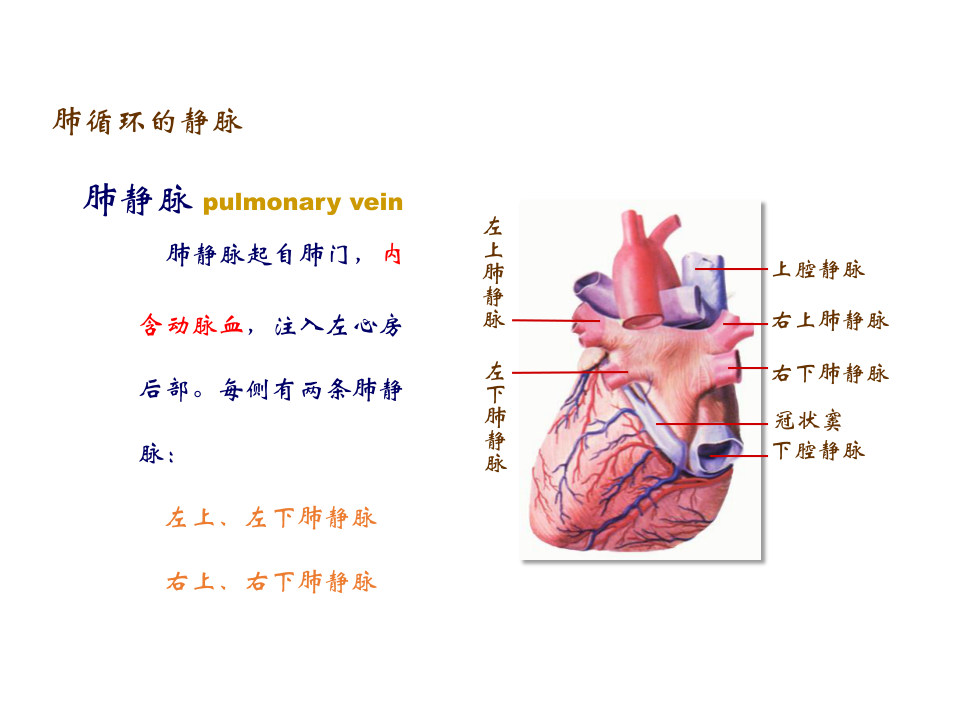 肺循环的静脉
肺静脉 pulmonary vein
肺静脉起自肺门，内
含动脉血，注入左心房
后部。每侧有两条肺静
脉：
左上、左下肺静脉
右上、右下肺静脉
左上肺静脉
左下肺静脉
上腔静脉
右上肺静脉
右下肺静脉
冠状窦
下腔静脉